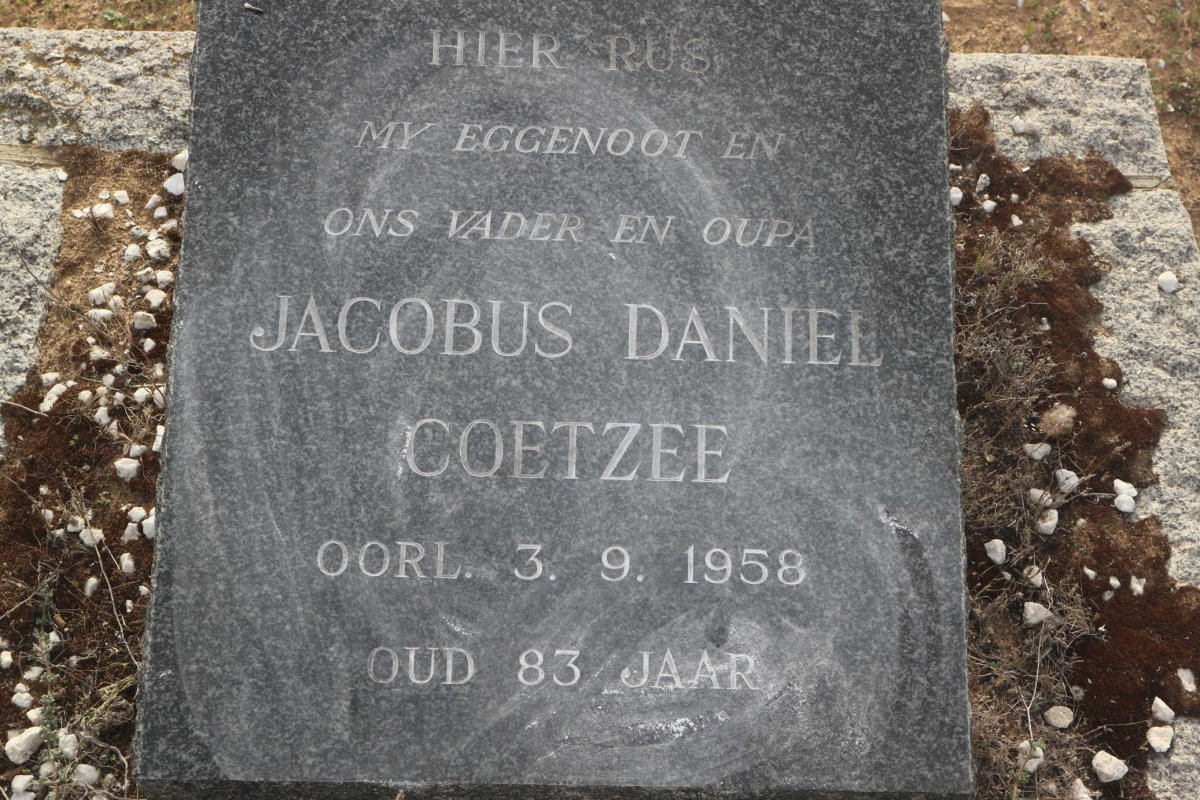 HIER RUS
MY EGGENOOT EN
ONS VADER EN OUPA
JACOBUS DANIEL
COETZEE
OORL. 3. 9. 1958
OUD 83 JAAR